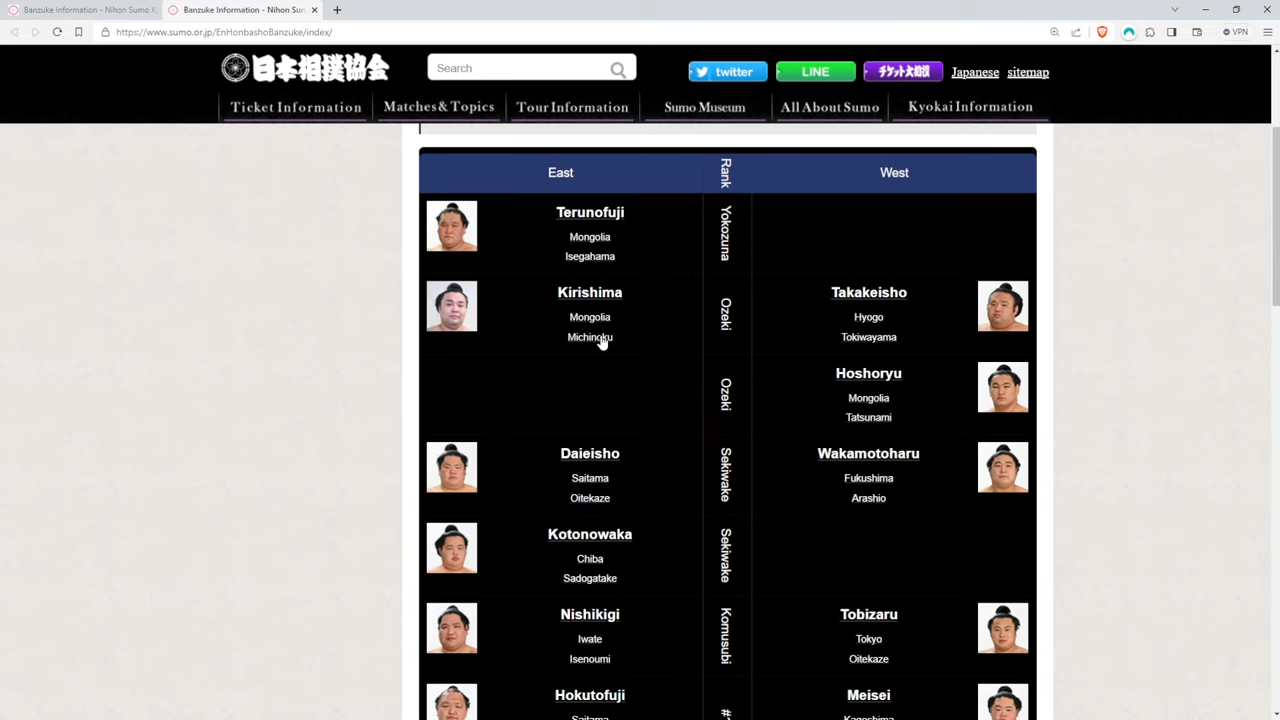 Banzuke Information - Nihon Sumo K
Banzuke Information - Nihon Sum
https://www.sumo.or.jp/EnHonbashoBanzuke/index/
VPN
日本相撲協会
Search
twitter
LINE
チケット大相撲
Japanese
sitemap
Ticket Information
Matches & Topics
Tour Information
Sumo Museum
All About Sumo
Kyokai Information
East
Rank
West
Terunofuji
Mongolia
Isegahama
Yokozuna
Kirishima
Mongolia
Michinoku
Ozeki
Takakeisho
Hyogo
Tokiwayama
Ozeki
Hoshoryu
Mongolia
Tatsunami
Daieisho
Saitama
Oitekaze
Sekiwake
Wakamotoharu
Fukushima
Arashio
Kotonowaka
Chiba
Sadogatake
Sekiwake
Nishikigi
Iwate
Isenoumi
Komusubi
Tobizaru
Tokyo
Oitekaze
Hokutofuji
Saitama
Meisei
Kagoshima